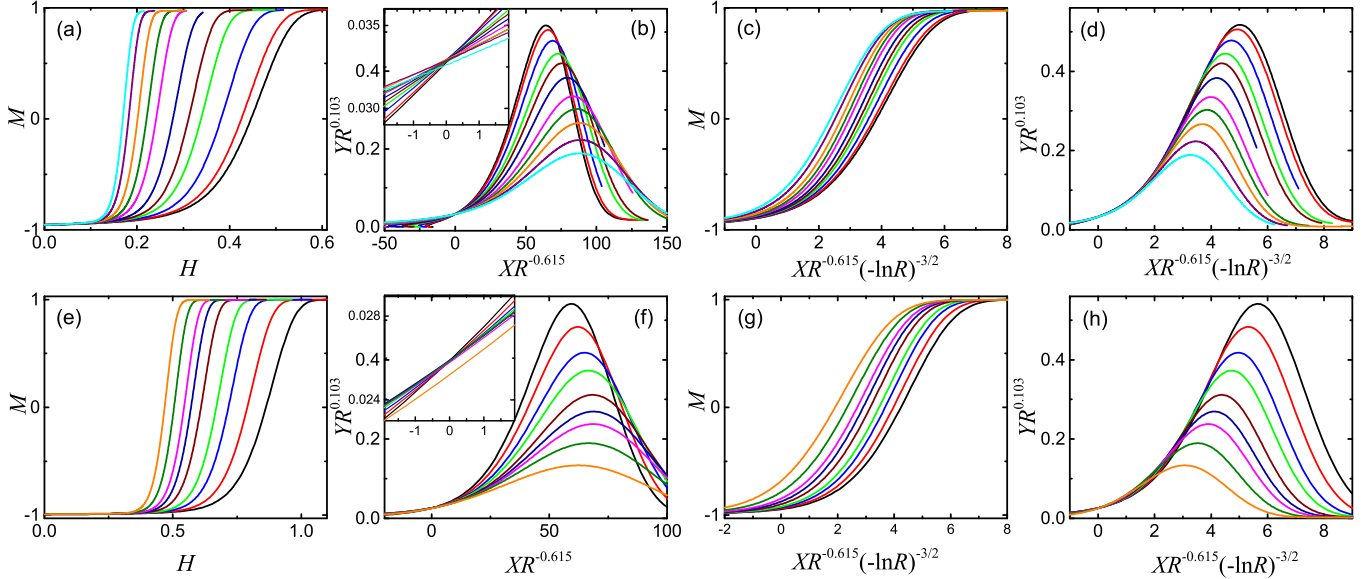 (a)
1
0
-1
M
0.0
0.2
0.4
0.6
H
(b)
0.035
0.030
-1
0
1
0.4
0.2
0.0
YR^0.103
-50
0
50
100
150
XR^-0.615
(c)
1
0
-1
M
0
2
4
6
8
XR^-0.615(-lnR)^-3/2
(d)
0.4
0.2
0.0
YR^0.103
0
2
4
6
8
XR^-0.615(-lnR)^-3/2
(e)
1
0
-1
M
0.0
0.5
1.0
H
(f)
0.028
0.024
-1
0
1
0.4
0.2
0.0
YR^0.103
0
50
100
XR^-0.615
(g)
1
0
-1
M
-2
0
2
4
6
8
XR^-0.615(-lnR)^-3/2
(h)
0.4
0.2
0.0
YR^0.103
0
2
4
6
8
XR^-0.615(-lnR)^-3/2